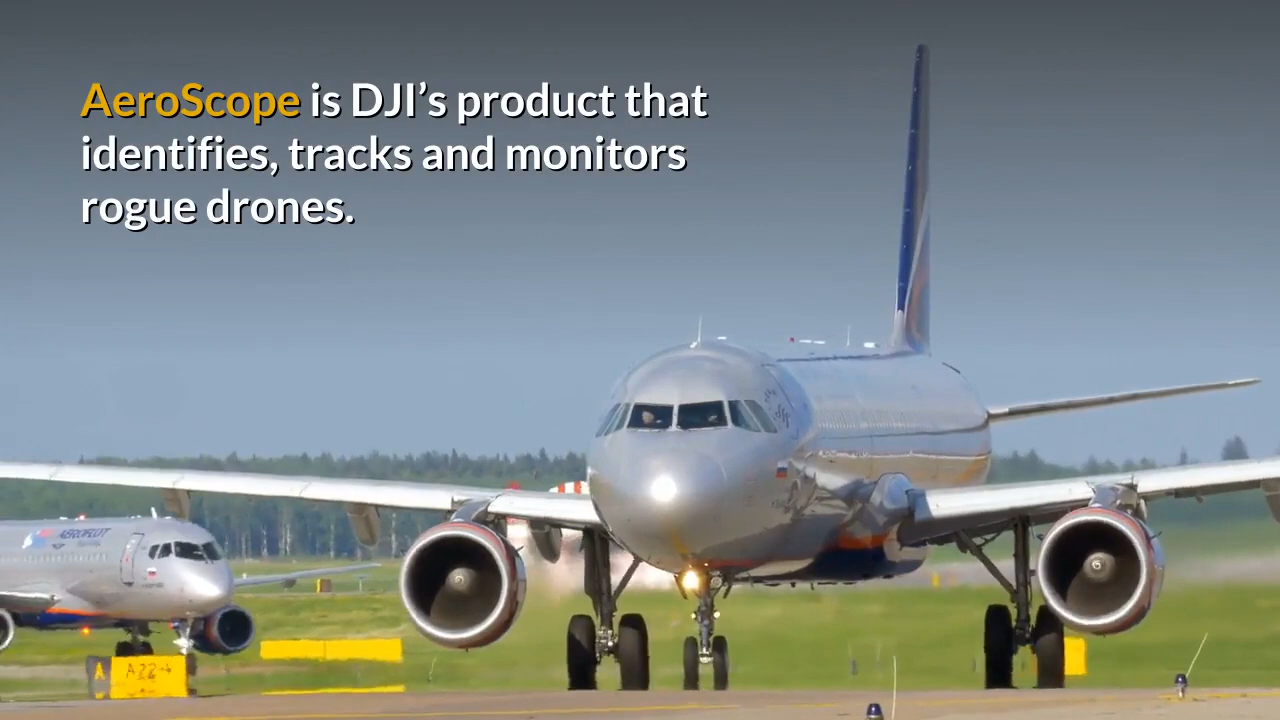 AeroScope is DJI’s product that
identifies, tracks and monitors
rogue drones.
AEROFLOT
A
A22-4